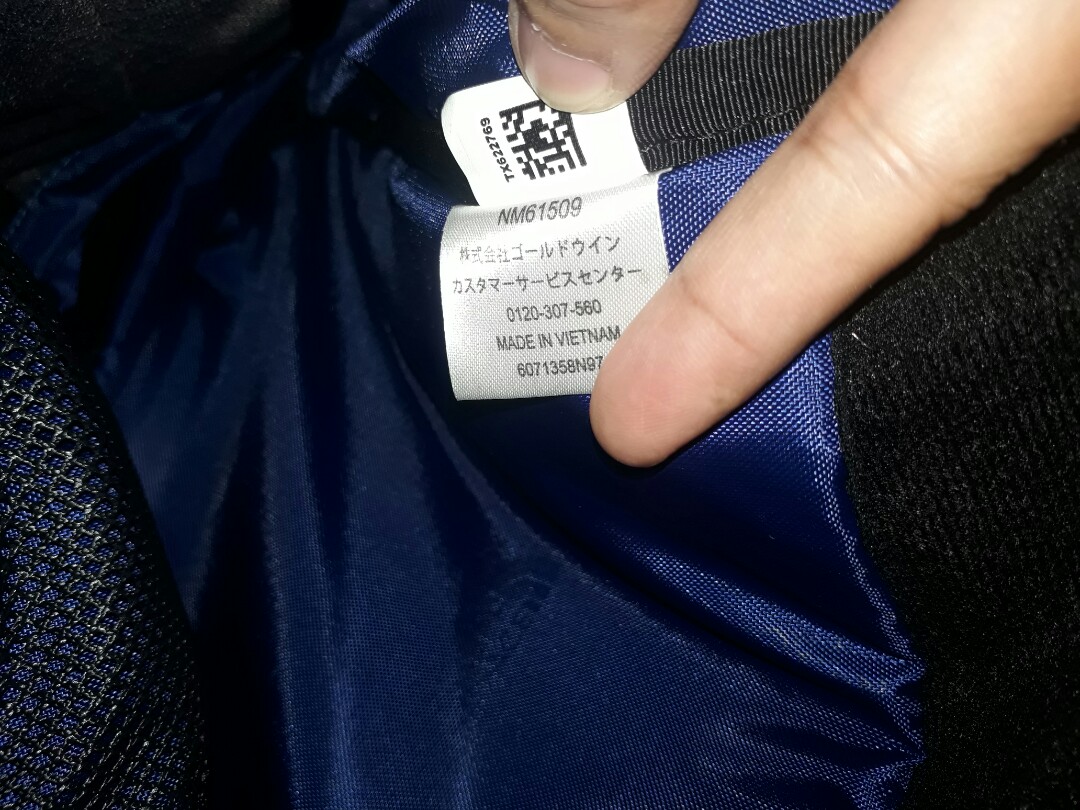 TX622769
NM61509
株式会社ゴールドウイン
カスタマーサービスセンター
0120-307-560
MADE IN VIETNAM
6071358N97